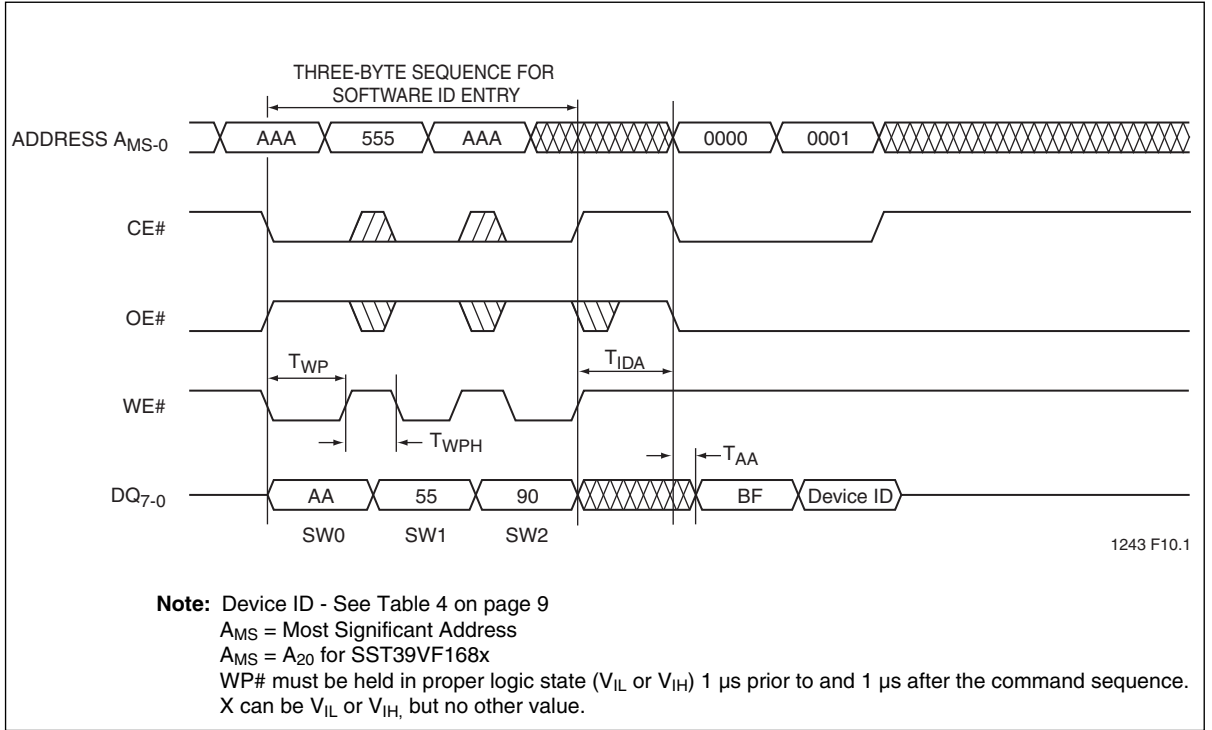 THREE-BYTE SEQUENCE FOR
SOFTWARE ID ENTRY
ADDRESS AMS-0
AAA 555 AAA 0000 0001
CE#
OE#
TWP TIDA
WE#
TWPH
TAA
DQ7-0
AA 55 90 BF Device ID
SW0 SW1 SW2
1243 F10.1
Note: Device ID - See Table 4 on page 9
AMS = Most Significant Address
AMS = A20 for SST39VF168x
WP# must be held in proper logic state (VIL or VIH) 1 µs prior to and 1 µs after the command sequence.
X can be VIL or VIH, but no other value.